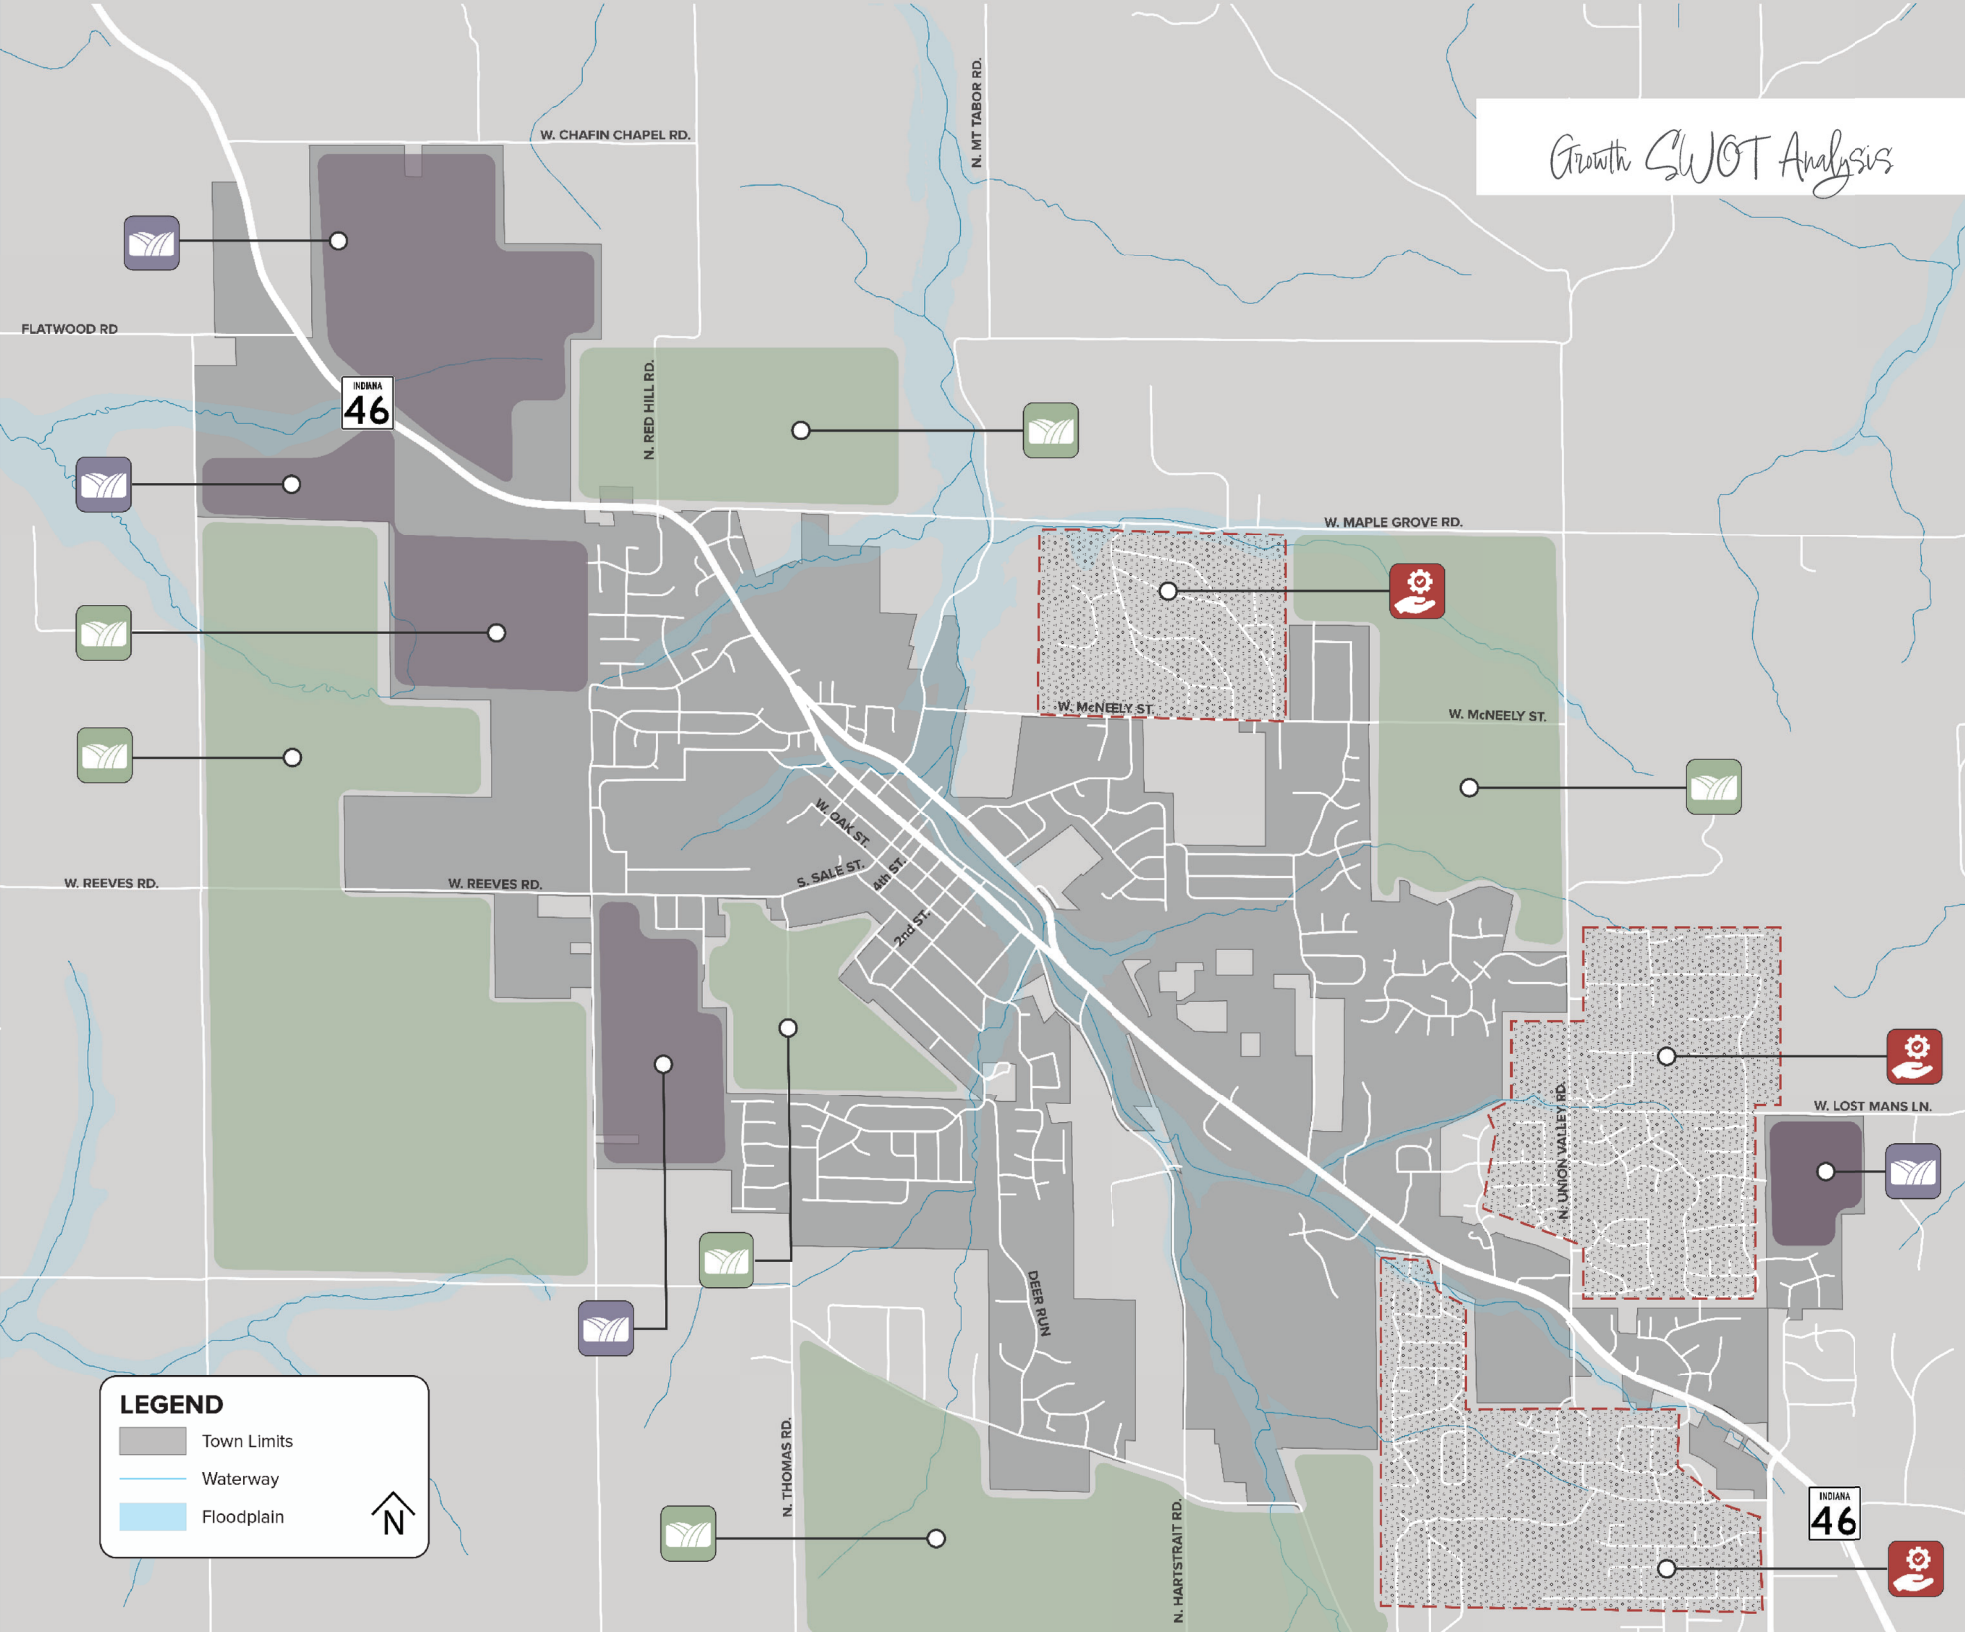 W. CHAFIN CHAPEL RD.
N. MT TABOR RD.
Growth SWOT Analysis
FLATWOOD RD
INDIANA
46
N. RED HILL RD.
W. MAPLE GROVE RD.
W. McNEELY ST.
W. McNEELY ST.
W. OAK ST.
S. SALE ST.
4th ST.
2nd ST.
W. REEVES RD.
W. REEVES RD.
N. UNION VALLEY RD.
W. LOST MANS LN.
DEER RUN
N. THOMAS RD.
N. HARTSTRAIT RD.
INDIANA
46
LEGEND
Town Limits
Waterway
Floodplain
N